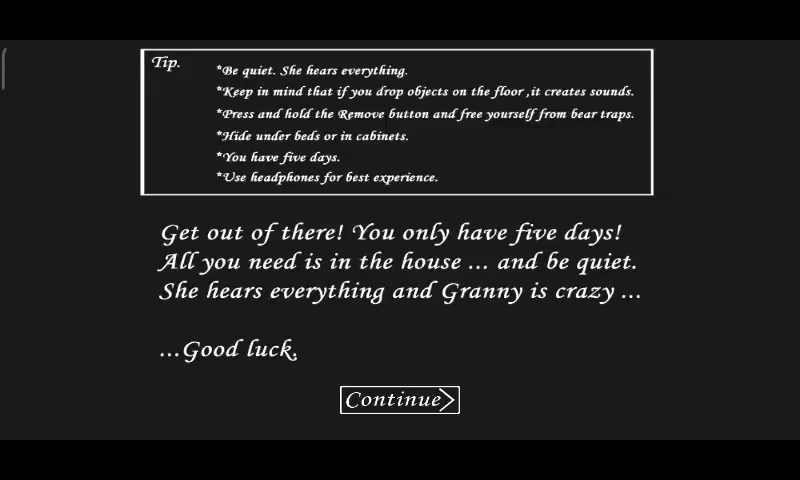 Tip.
*Be quiet. She hears everything.
*Keep in mind that if you drop objects on the floor ,it creates sounds.
*Press and hold the Remove button and free yourself from bear traps.
*Hide under beds or in cabinets.
*You have five days.
*Use headphones for best experience.
Get out of there! You only have five days!
All you need is in the house ... and be quiet.
She hears everything and Granny is crazy ...
...Good luck.
Continue>